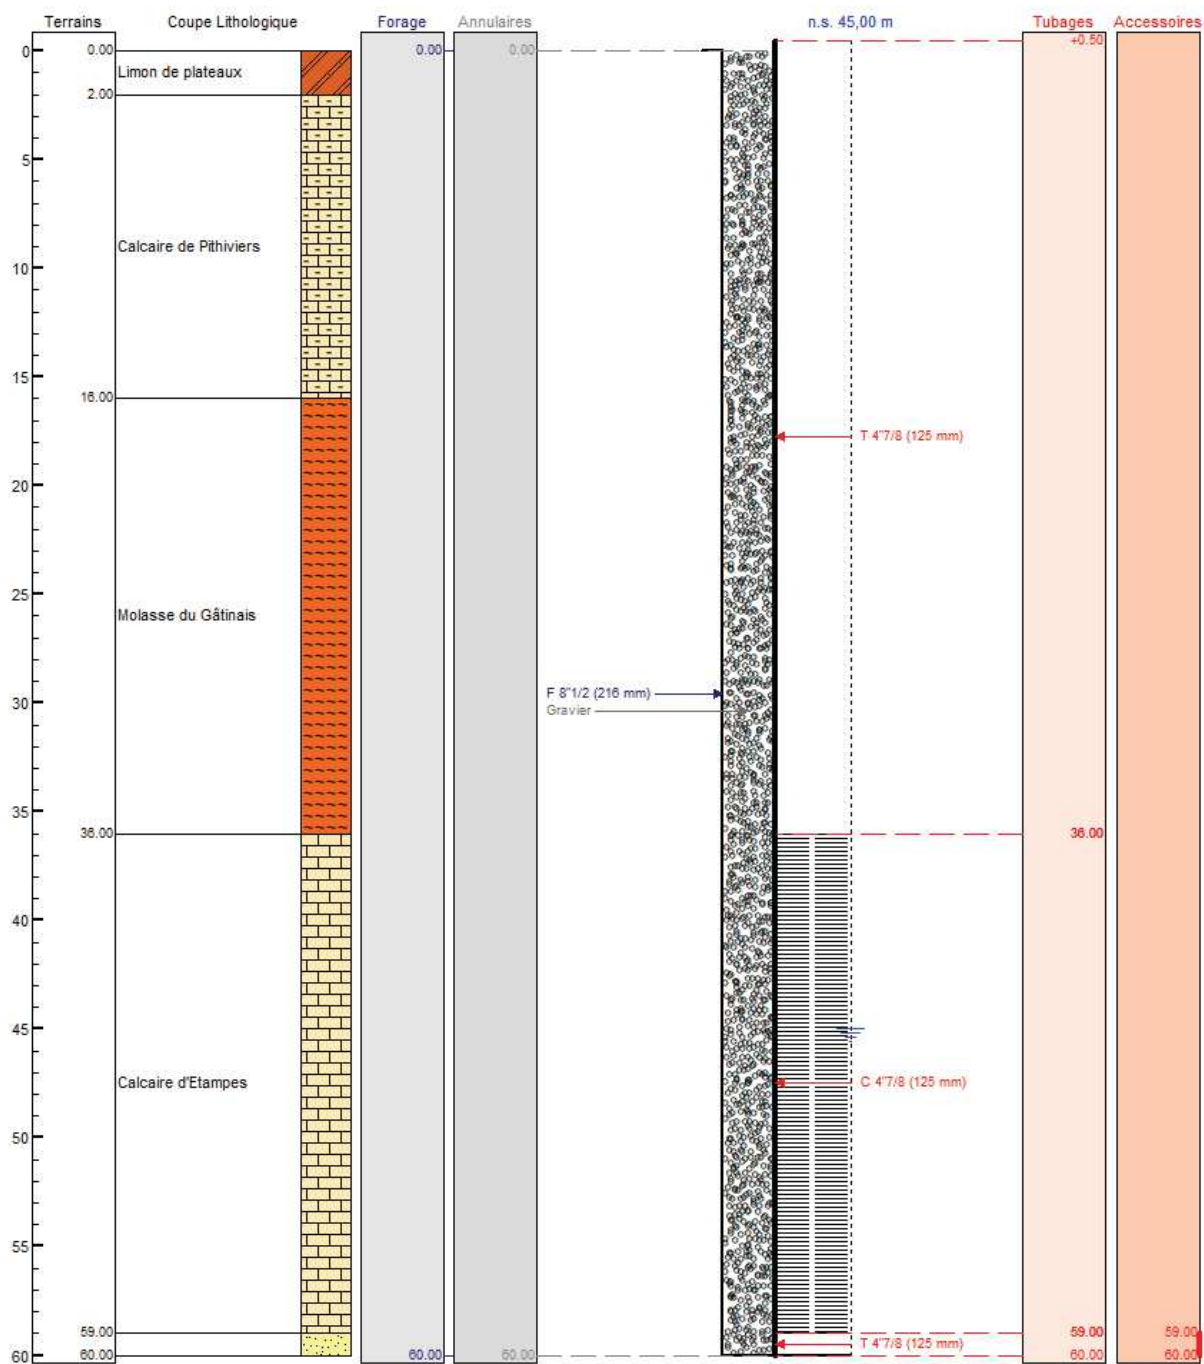 Terrains Coupe Lithologique Forage Annulaires n.s. 45,00 m Tubages Accessoires
+0.50
0 0.00 0.00 0.00
Limon de plateaux
2.00
5
Calcaire de Pithiviers
10
15
16.00
T 4"7/8 (125 mm)
20
25
Molasse du Gâtinais
F 8"1/2 (216 mm)
30
Gravier
35
36.00 36.00
40
45
Calcaire d'Etampes C 4"7/8 (125 mm)
50
55
59.00 59.00 59.00
T 4"7/8 (125 mm)
60 60.00 60.00 60.00 60.00 60.00